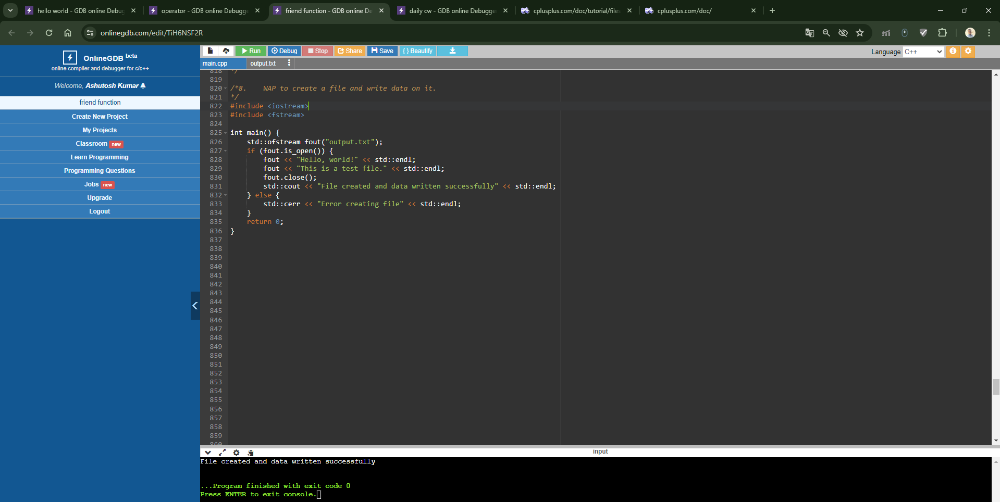 hello world - GDB online Debug
operator - GDB online Debugge
friend function - GDB online De
daily cw - GDB online Debugge
cplusplus.com/doc/tutorial/files
cplusplus.com/doc/
onlinegdb.com/edit/TiH6NSF2R
OnlineGDB beta
online compiler and debugger for c/c++
Welcome, Ashutosh Kumar
friend function
Create New Project
My Projects
Classroom new
Learn Programming
Programming Questions
Jobs new
Upgrade
Logout
Run Debug Stop Share Save { } Beautify
Language C++
main.cpp output.txt
818 */
819
820 /*8. WAP to create a file and write data on it.
821 */
822 #include <iostream>
823 #include <fstream>
824
825 int main() {
826 std::ofstream fout("output.txt");
827 if (fout.is_open()) {
828 fout << "Hello, world!" << std::endl;
829 fout << "This is a test file." << std::endl;
830 fout.close();
831 std::cout << "File created and data written successfully" << std::endl;
832 } else {
833 std::cerr << "Error creating file" << std::endl;
834 }
835 return 0;
836 }
837
838
839
840
841
842
843
844
845
846
847
848
849
850
851
852
853
854
855
856
857
858
859
860
input
File created and data written successfully
...Program finished with exit code 0
Press ENTER to exit console.